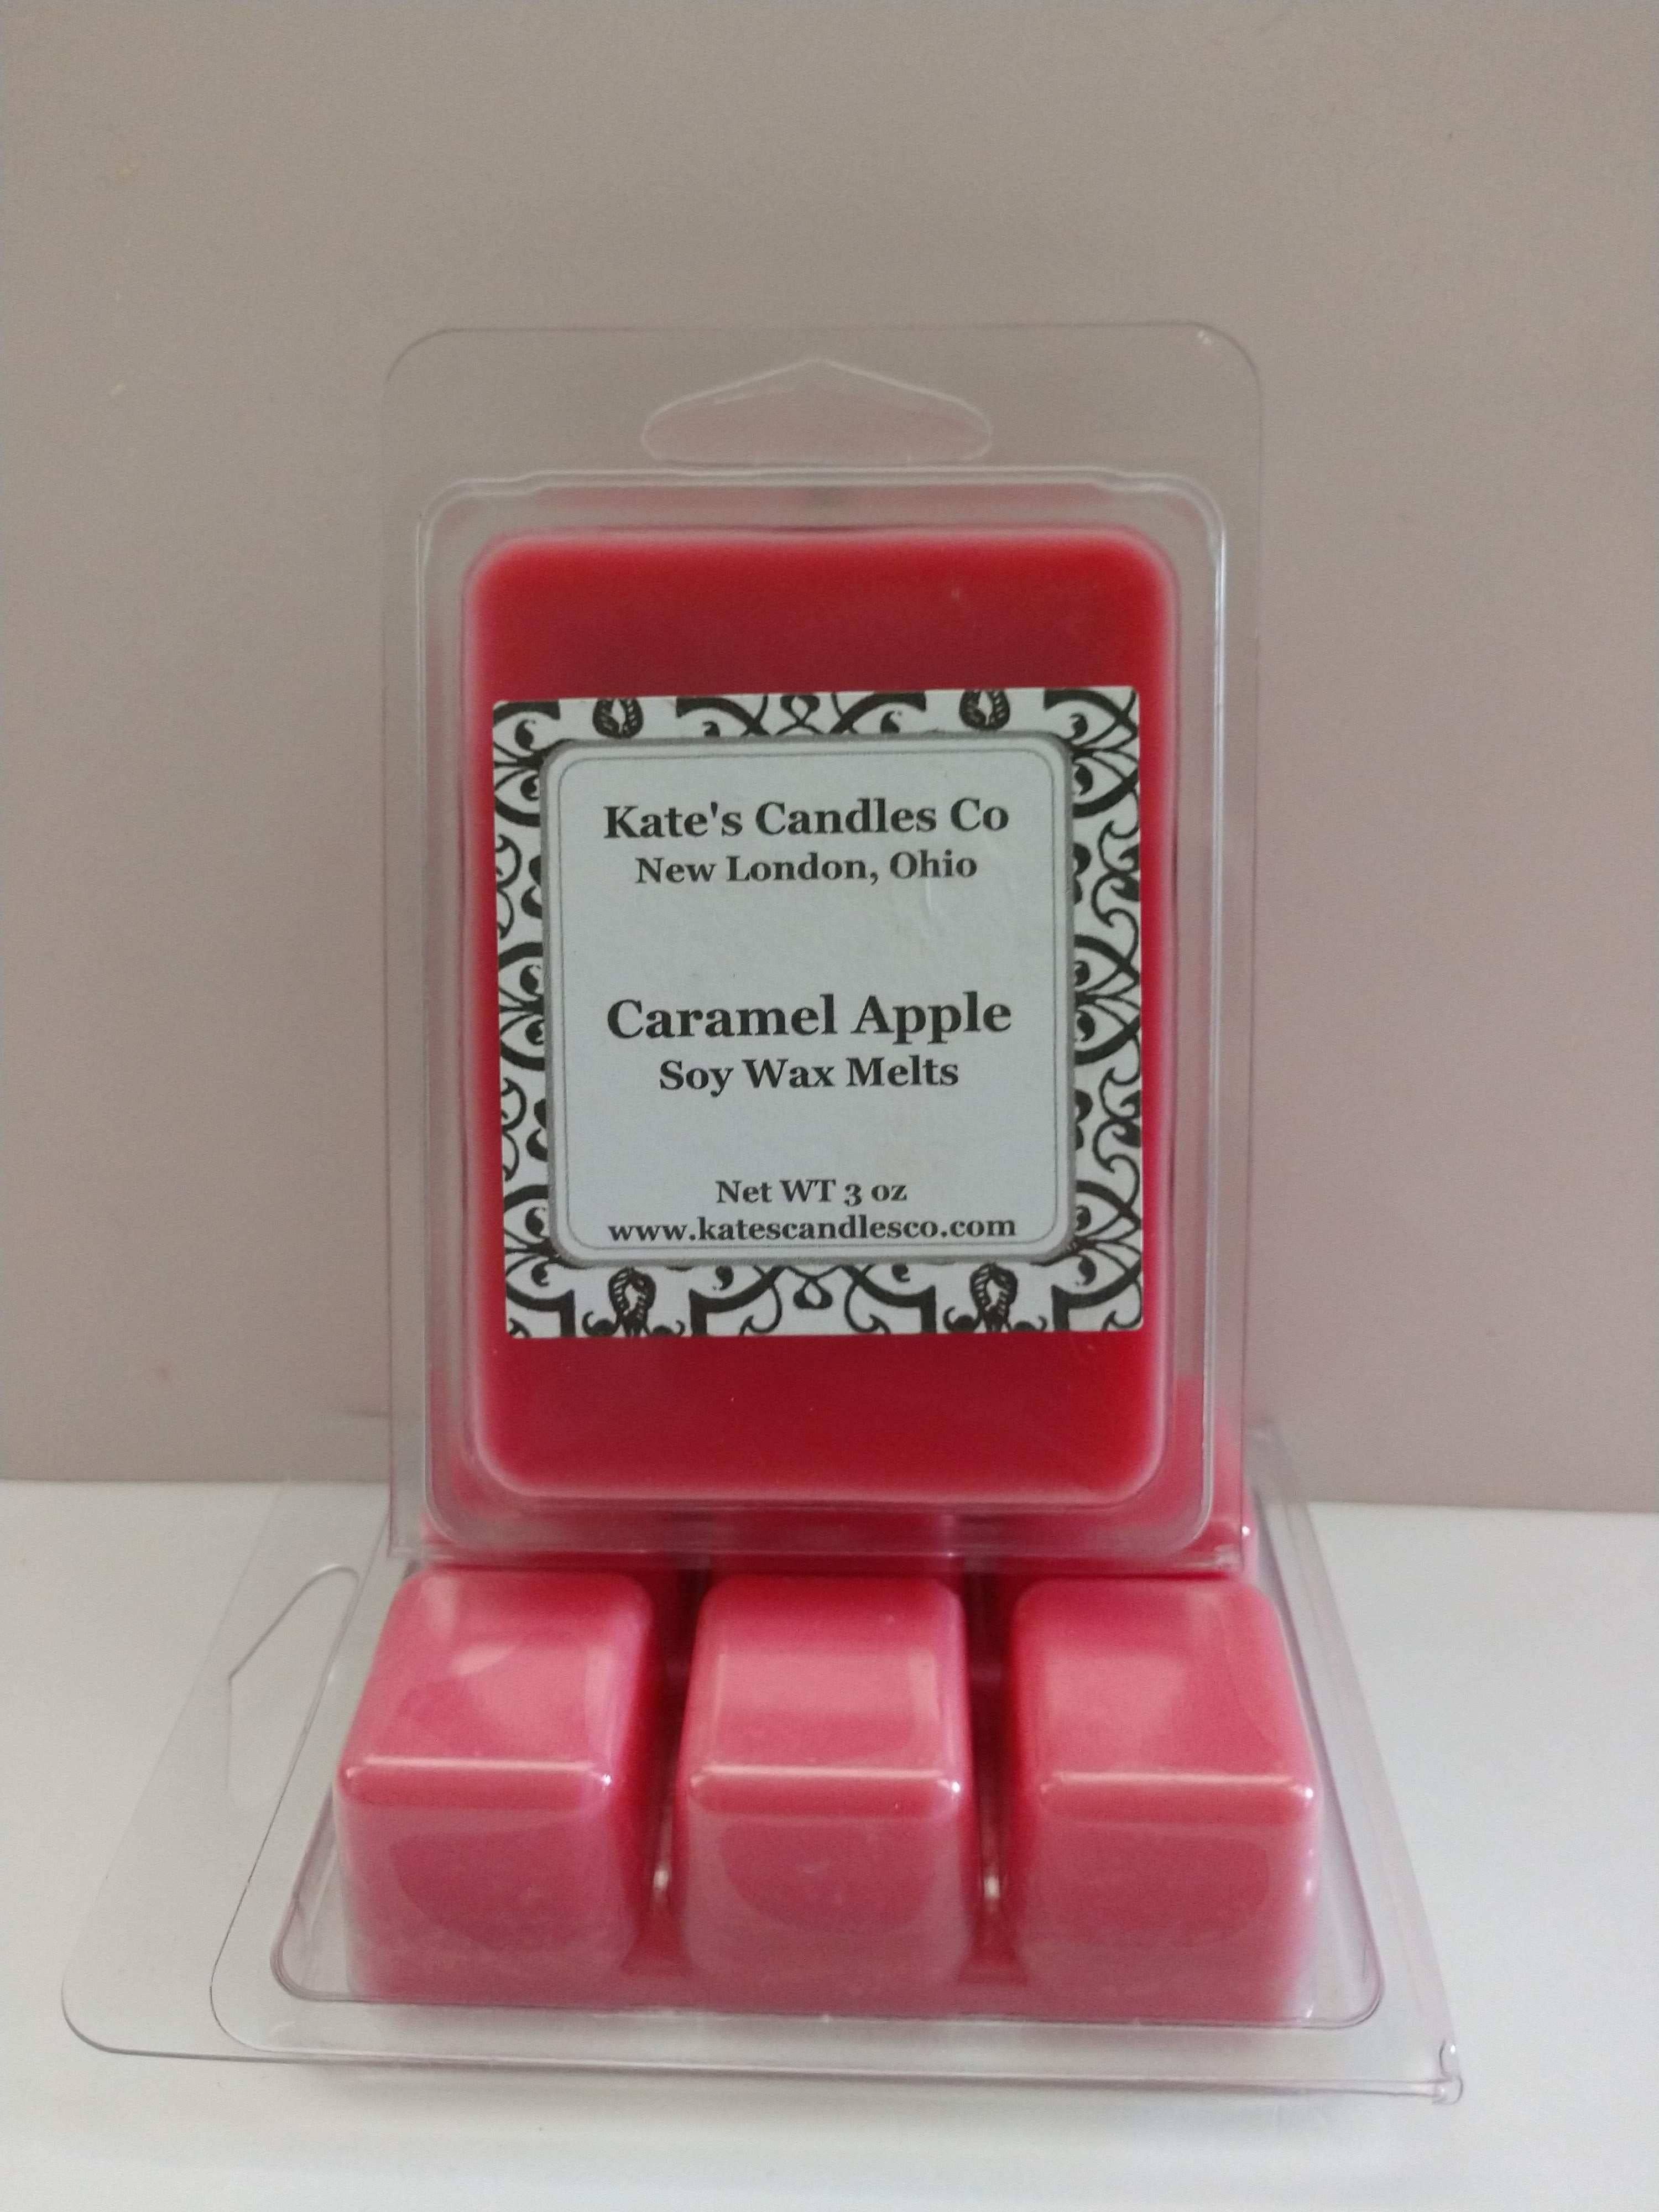 Kate's Candles Co
New London, Ohio
Caramel Apple
Soy Wax Melts
Net WT 3 oz
www.katescandlesco.com